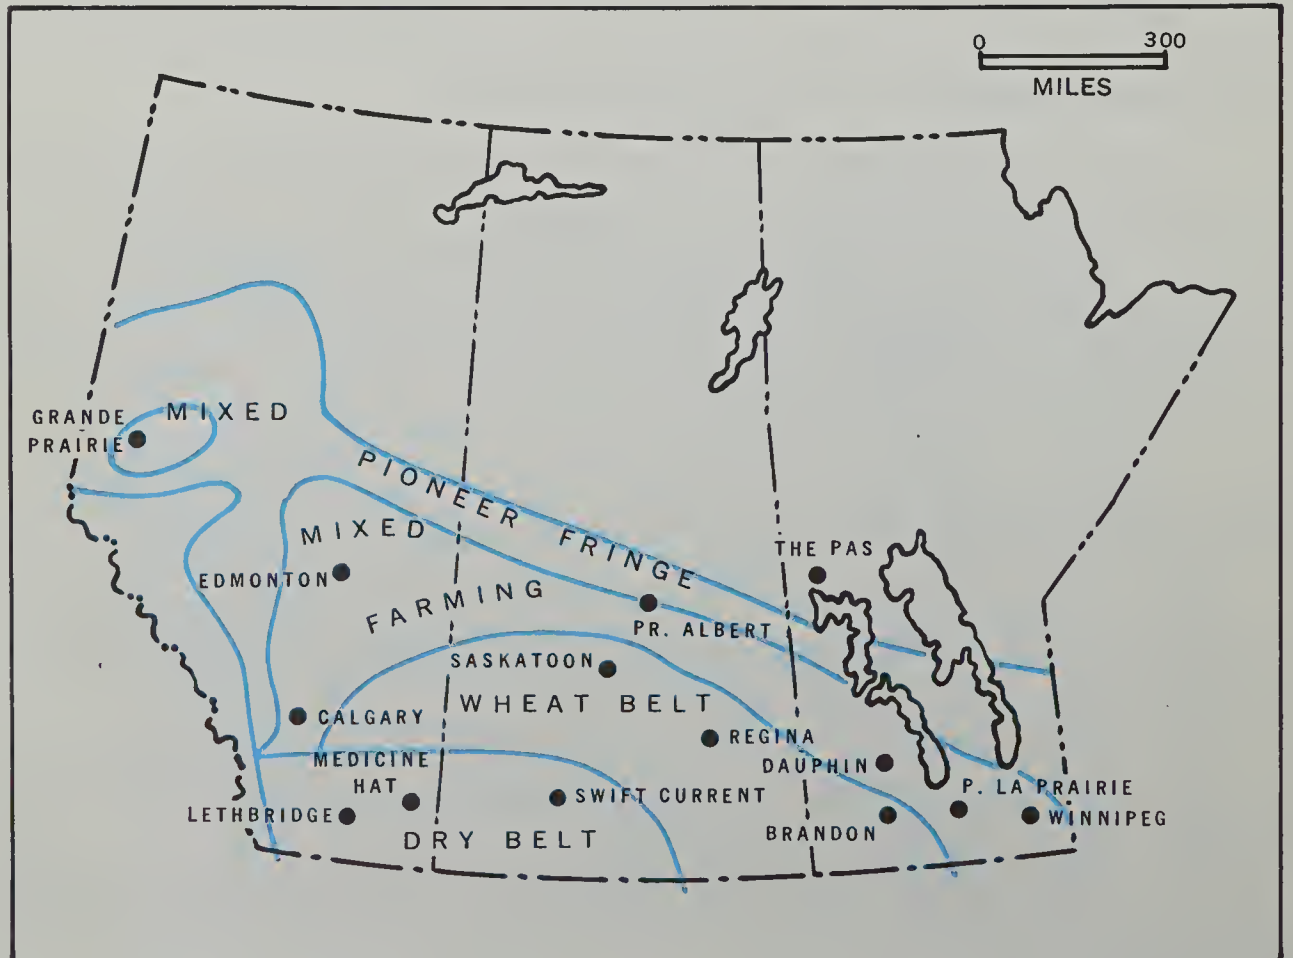 0 300
MILES
GRANDE
PRAIRIE
MIXED
PIONEER FRINGE
MIXED
FARMING
EDMONTON
THE PAS
PR. ALBERT
SASKATOON
WHEAT BELT
CALGARY
REGINA
MEDICINE
HAT
DAUPHIN
SWIFT CURRENT
P. LA PRAIRIE
LETHBRIDGE
BRANDON
WINNIPEG
DRY BELT